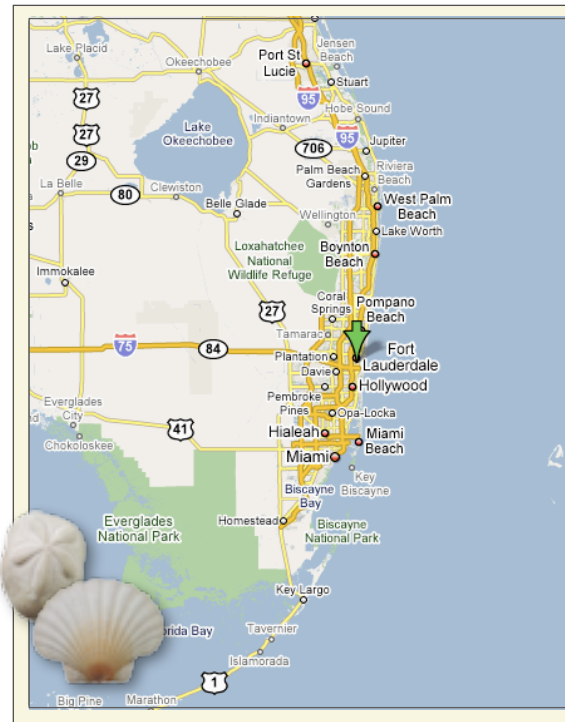 Lake Placid
Port St
Lucie
Jensen
Beach
Okeechobee
Stuart
27
95
Hobe Sound
Indiantown
95
Lake
Okeechobee
706
Jupiter
27
29
Palm Beach
Gardens
Riviera
Beach
La Belle
80
Clewiston
Belle Glade
West Palm
Beach
Wellington
Lake Worth
Loxahatchee
National
Wildlife Refuge
Boynton
Beach
Immokalee
27
Coral
Springs
Pompano
Beach
Tamarac
75
84
Plantation
Fort
Lauderdale
Davie
Hollywood
Pembroke
Pines
Opa-Locka
Everglades
City
41
Chokoloskee
Hialeah
Miami
Beach
Miami
Key
Biscayne
Biscayne
Bay
Everglades
National Park
Homestead
Biscayne
National Park
Key Largo
rida Bay
Tavernier
Islamorada
1
Big Pine
Marathon